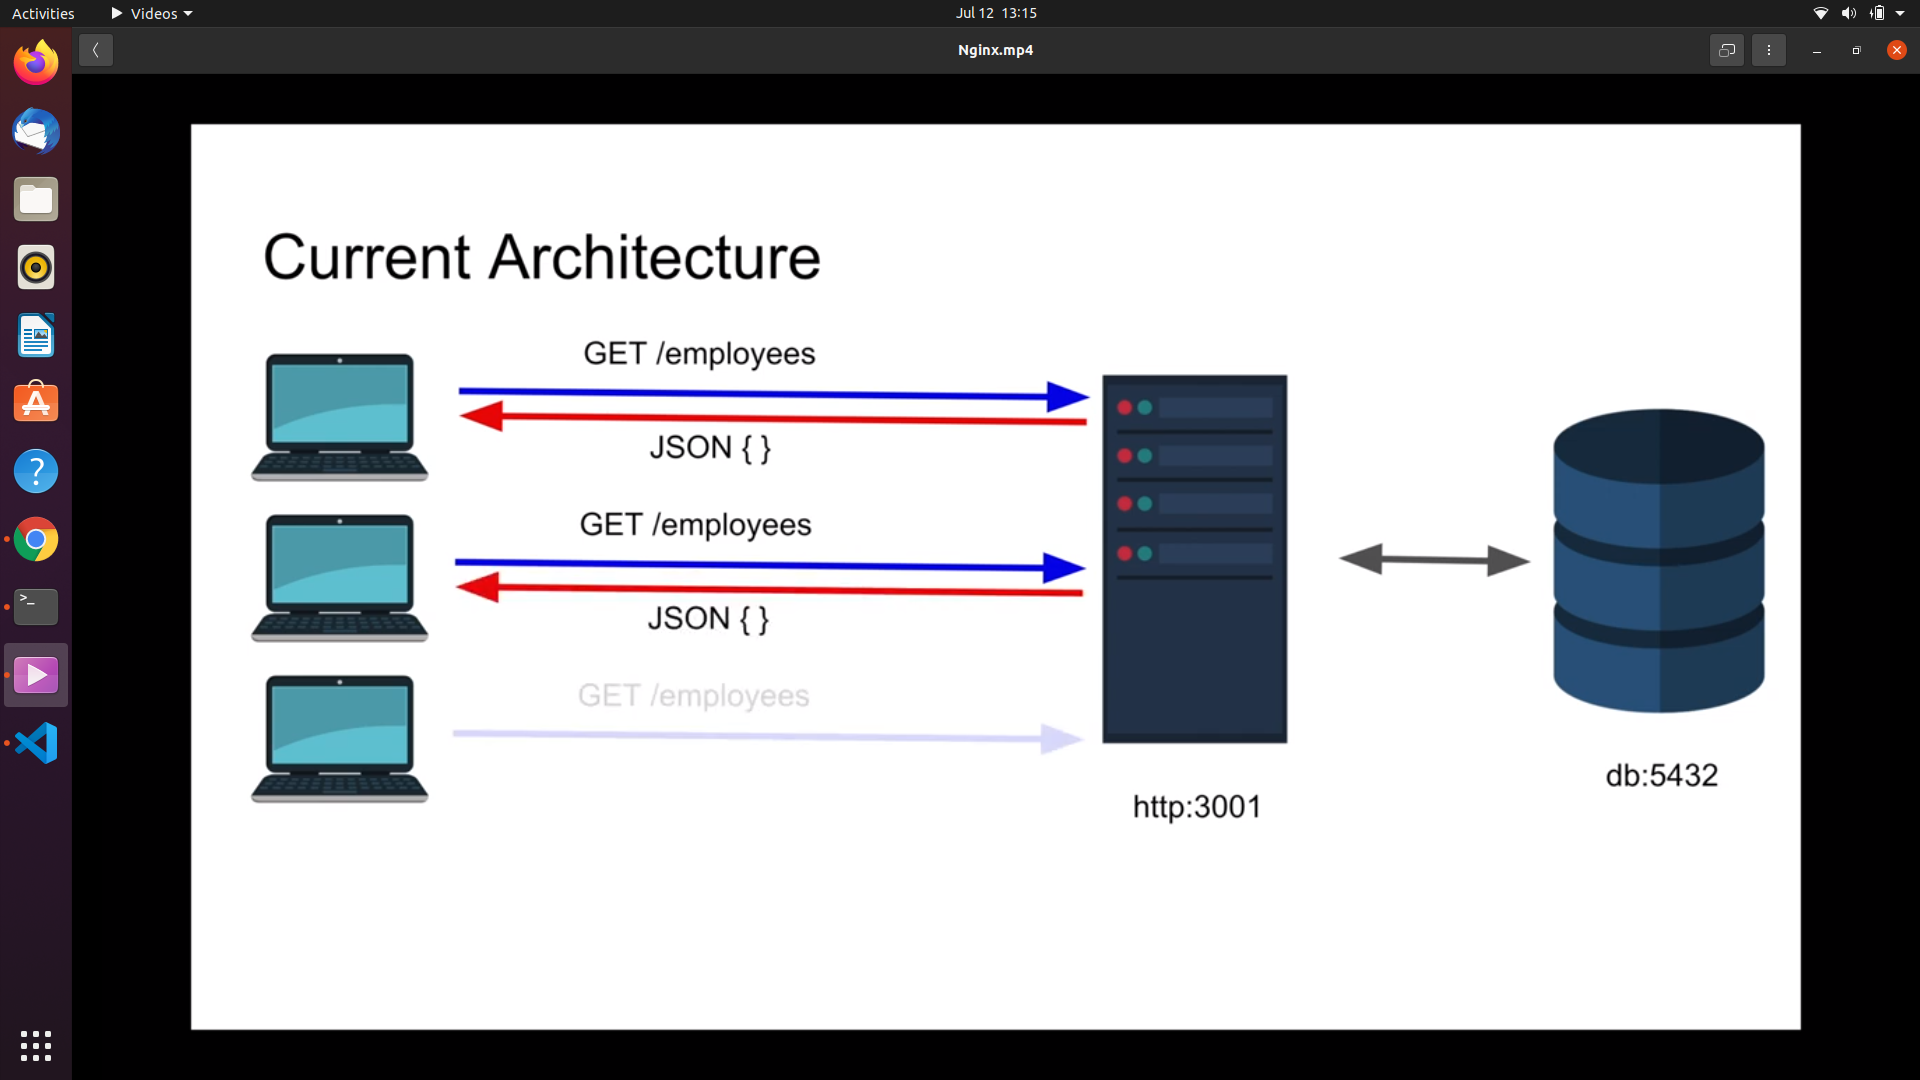 Activities
Videos
Jul 12 13:15
Nginx.mp4
Current Architecture
GET /employees
JSON { }
GET /employees
JSON { }
GET /employees
http:3001
db:5432